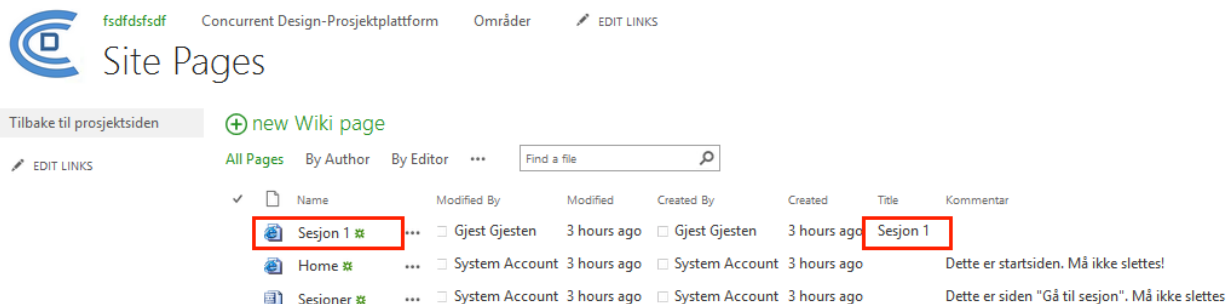 fsdfdsfsdf Concurrent Design-Prosjektplattform Områder EDIT LINKS
Site Pages
Tilbake til prosjektsiden
EDIT LINKS
new Wiki page
All Pages By Author By Editor ••• Find a file
Name Modified By Modified Created By Created Title Kommentar
Sesjon 1 ••• Gjest Gjesten 3 hours ago Gjest Gjesten 3 hours ago Sesjon 1
Home ••• System Account 3 hours ago System Account 3 hours ago Dette er startsiden. Må ikke slettes!
Sesjoner ••• System Account 3 hours ago System Account 3 hours ago Dette er siden "Gå til sesjon". Må ikke slettes